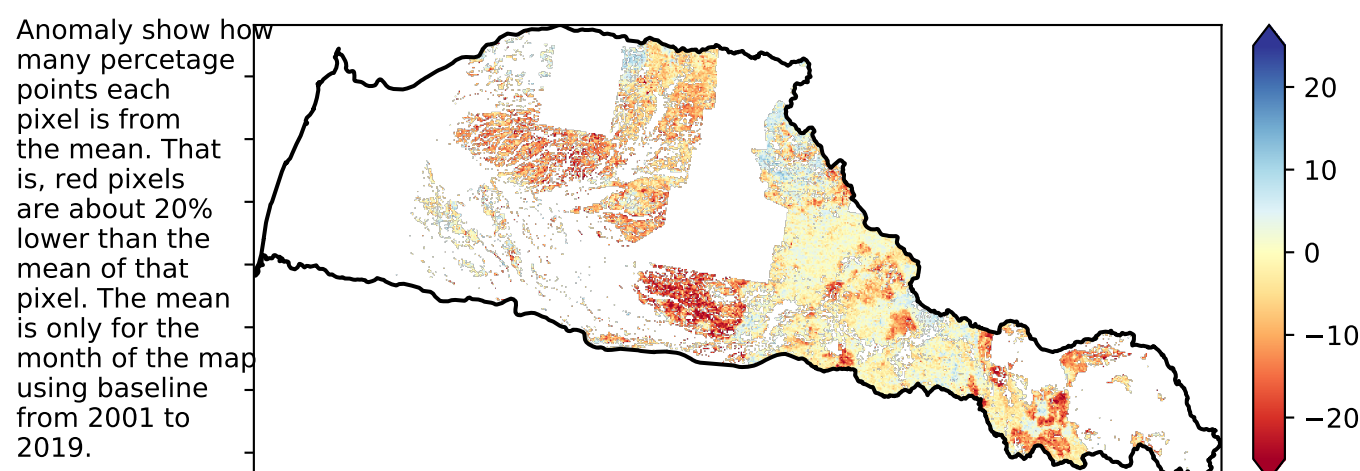 Anomaly show how
many percetage
points each
pixel is from
the mean. That
is, red pixels
are about 20%
lower than the
mean of that
pixel. The mean
is only for the
month of the map
using baseline
from 2001 to
2019.
20
10
0
−10
−20